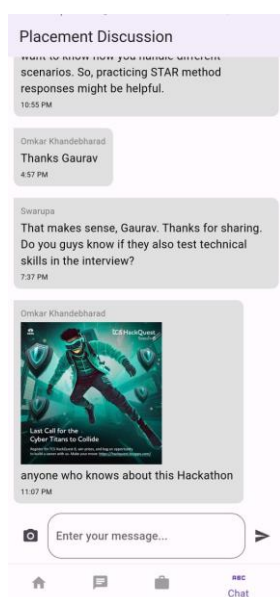 Placement Discussion
want to know how you handle different
scenarios. So, practicing STAR method
responses might be helpful.
10:55 PM
Omkar Khandebharad
Thanks Gaurav
4:57 PM
Swarupa
That makes sense, Gaurav. Thanks for sharing.
Do you guys know if they also test technical
skills in the interview?
7:37 PM
Omkar Khandebharad
HackQuest
Last Call for the
Cyber Titans to Collide
anyone who knows about this Hackathon
11:07 PM
Enter your message...
ABC
Chat